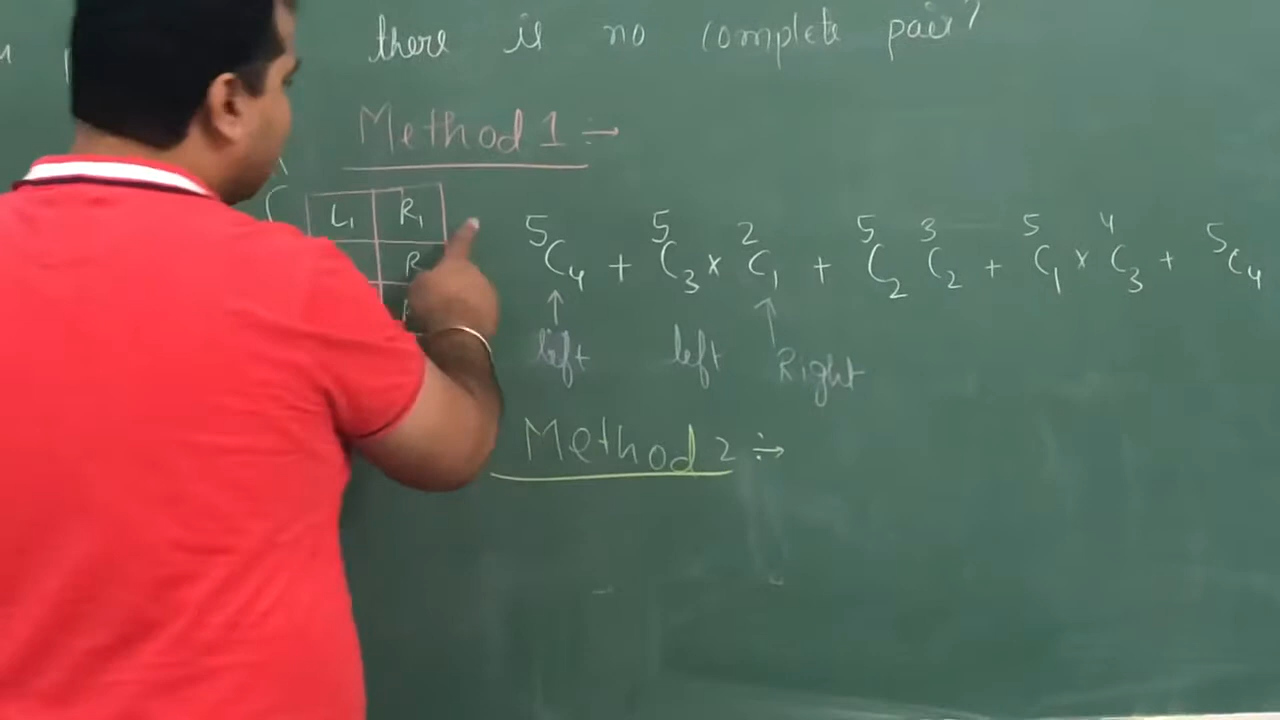 there is no complete pair?
Method 1 ÷
L₁ R₁
R
⁵C₄ + ⁵C₃ × ²C₁ + ⁵C₂ ³C₂ + ⁵C₁ × ⁴C₃ + ⁵C₄
left left Right
Method 2 ÷